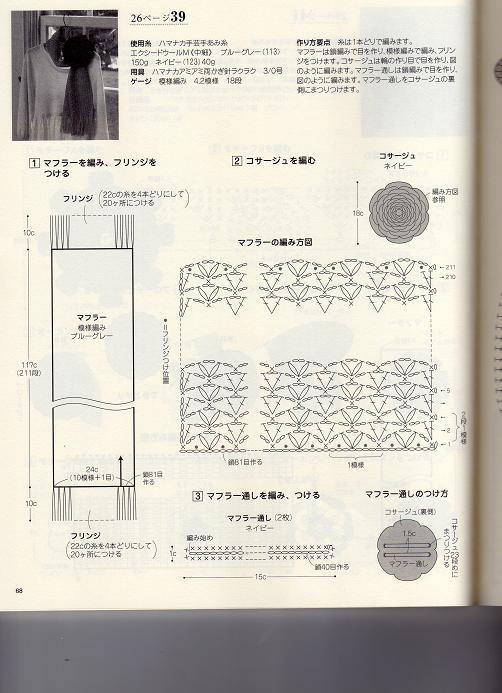 26ページ39
使用糸　ハマナカ手芸手あみ糸
エクシードウールM《中細》　ブルーグレー(113)
150g　ネイビー(123)40g
用具　ハマナカアミアミ両かぎ針ラクラク　3/0号
ゲージ　模様編み　4.2模様　18段
作り方要点　糸は1本どりで編みます。
マフラーは鎖編みで目を作り、模様編みで編み、フリンジをつけます。コサージュは輪の作り目で目を作り、図のように編みます。マフラー通しは鎖編みで目を作り、図のように編みます。マフラー通しをコサージュの裏側にまつりつけます。
1 マフラーを編み、フリンジを
つける
フリンジ
(22cの糸を4本どりにして
20ヶ所につける)
10c
マフラー
模様編み
ブルーグレー
117c
(211段)
24c
(10模様+1目)
鎖81目
作る
10c
フリンジ
(22cの糸を4本どりにして
20ヶ所につける)
2 コサージュを編む
コサージュ
ネイビー
18c
編み方図
参照
マフラーの編み方図
●=フリンジつけ位置
←211
→210
←5
→2
←1
2段1模様
鎖81目作る
1模様
3 マフラー通しを編み、つける
マフラー通し(2枚)
ネイビー
編み始め
1c
鎖40目作る
15c
マフラー通しのつけ方
コサージュ(裏側)
1.5c
マフラー通し
コサージュ23段めに
まつりつける
68